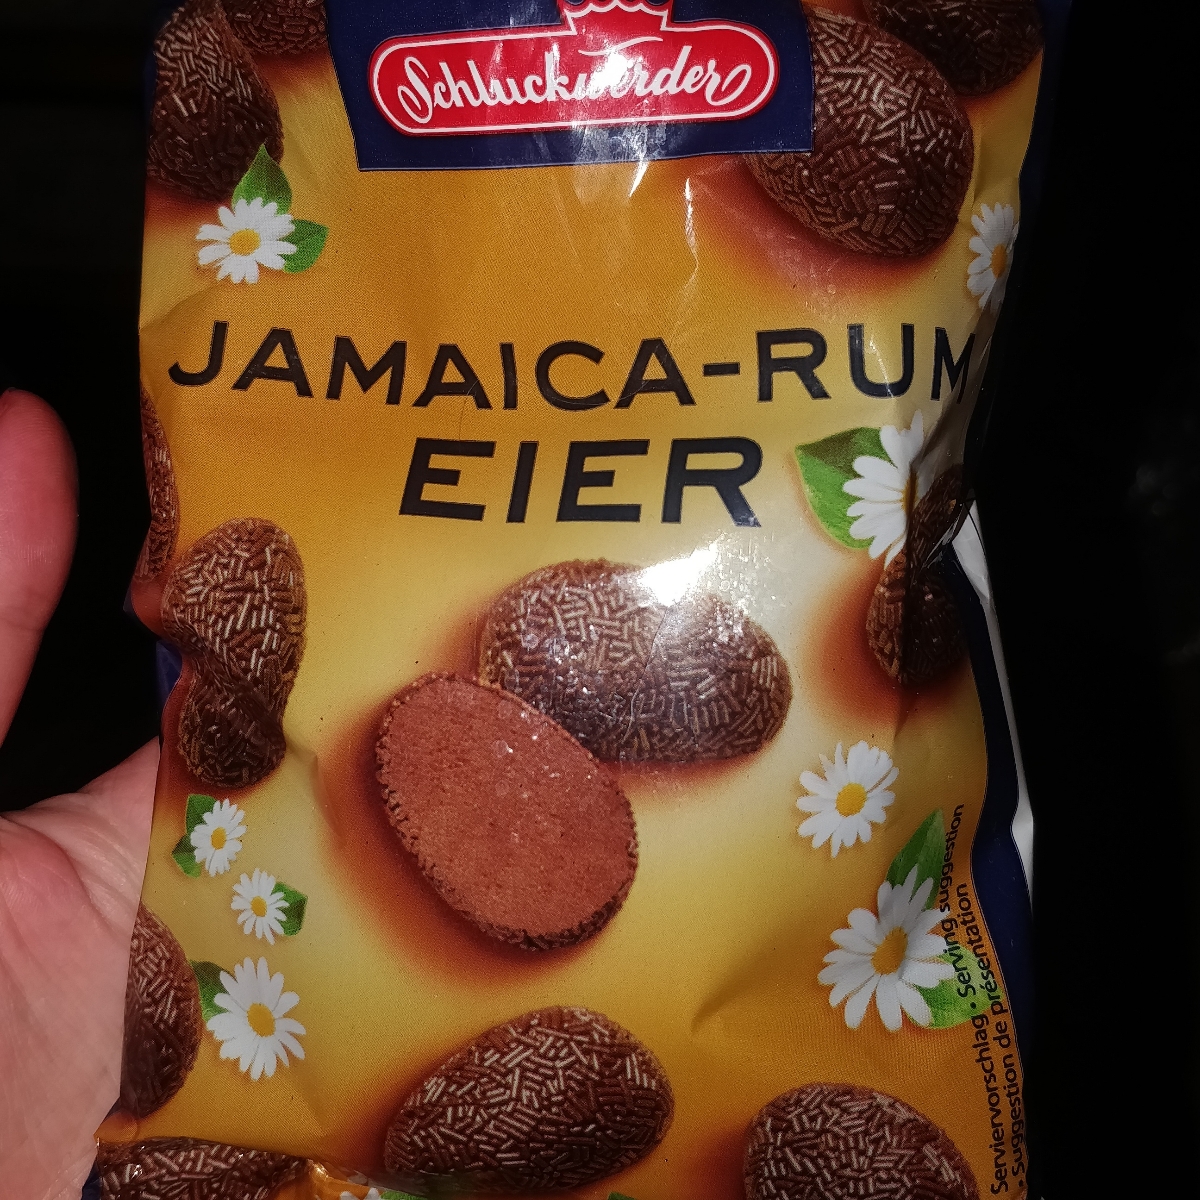 Schluckwerder
JAMAICA-RUM
EIER
Serviervorschlag • Serving suggestion
• Suggestion de présentation